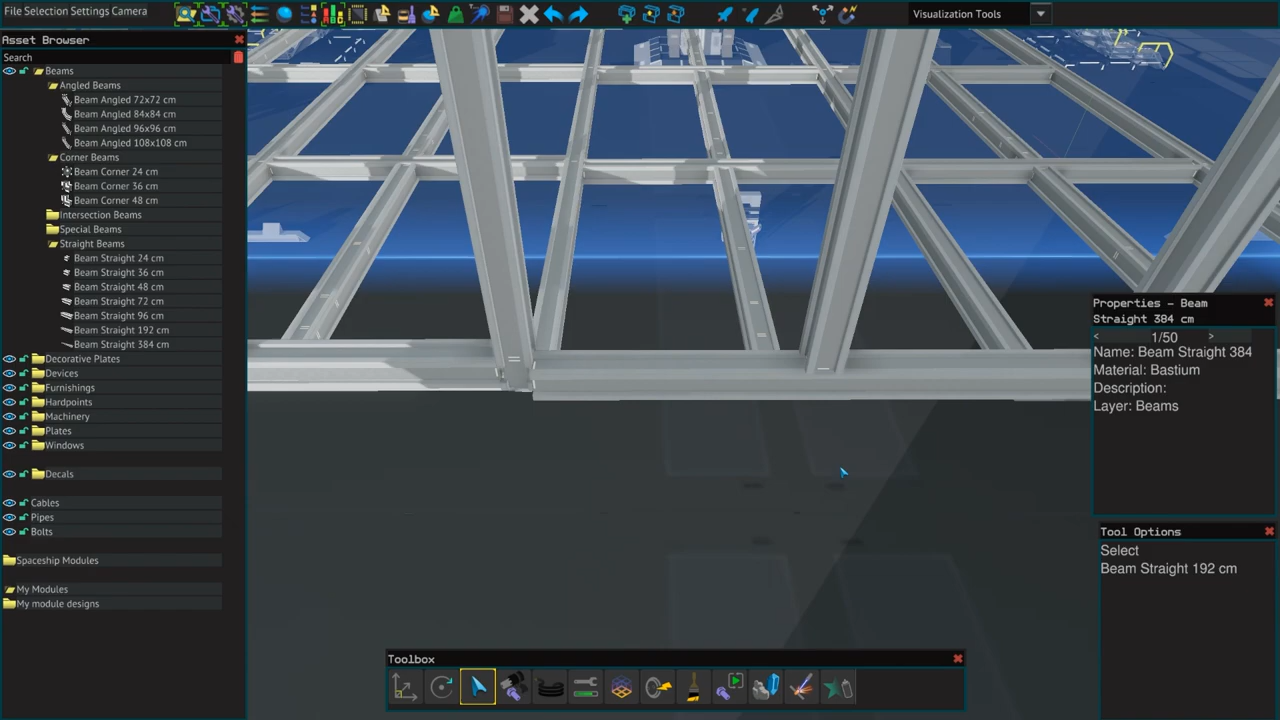 File Selection Settings Camera
Visualization Tools
Asset Browser
Search
Beams
Angled Beams
Beam Angled 72x72 cm
Beam Angled 84x84 cm
Beam Angled 96x96 cm
Beam Angled 108x108 cm
Corner Beams
Beam Corner 24 cm
Beam Corner 36 cm
Beam Corner 48 cm
Intersection Beams
Special Beams
Straight Beams
Beam Straight 24 cm
Beam Straight 36 cm
Beam Straight 48 cm
Beam Straight 72 cm
Beam Straight 96 cm
Beam Straight 192 cm
Beam Straight 384 cm
Decorative Plates
Devices
Furnishings
Hardpoints
Machinery
Plates
Windows
Decals
Cables
Pipes
Bolts
Spaceship Modules
My Modules
My module designs
Properties - Beam
Straight 384 cm
< 1/50 >
Name: Beam Straight 384
Material: Bastium
Description:
Layer: Beams
Tool Options
Select
Beam Straight 192 cm
Toolbox